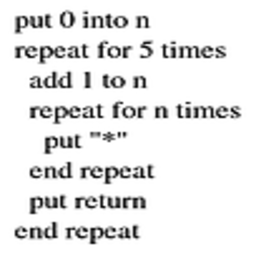 put 0 into n
repeat for 5 times
add 1 to n
repeat for n times
put "*"
end repeat
put return
end repeat